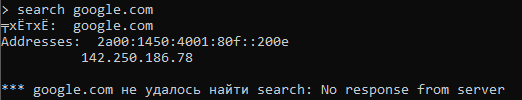 > search google.com
╤хЁтхЁ:  google.com
Addresses:  2a00:1450:4001:80f::200e
          142.250.186.78
*** google.com не удалось найти search: No response from server